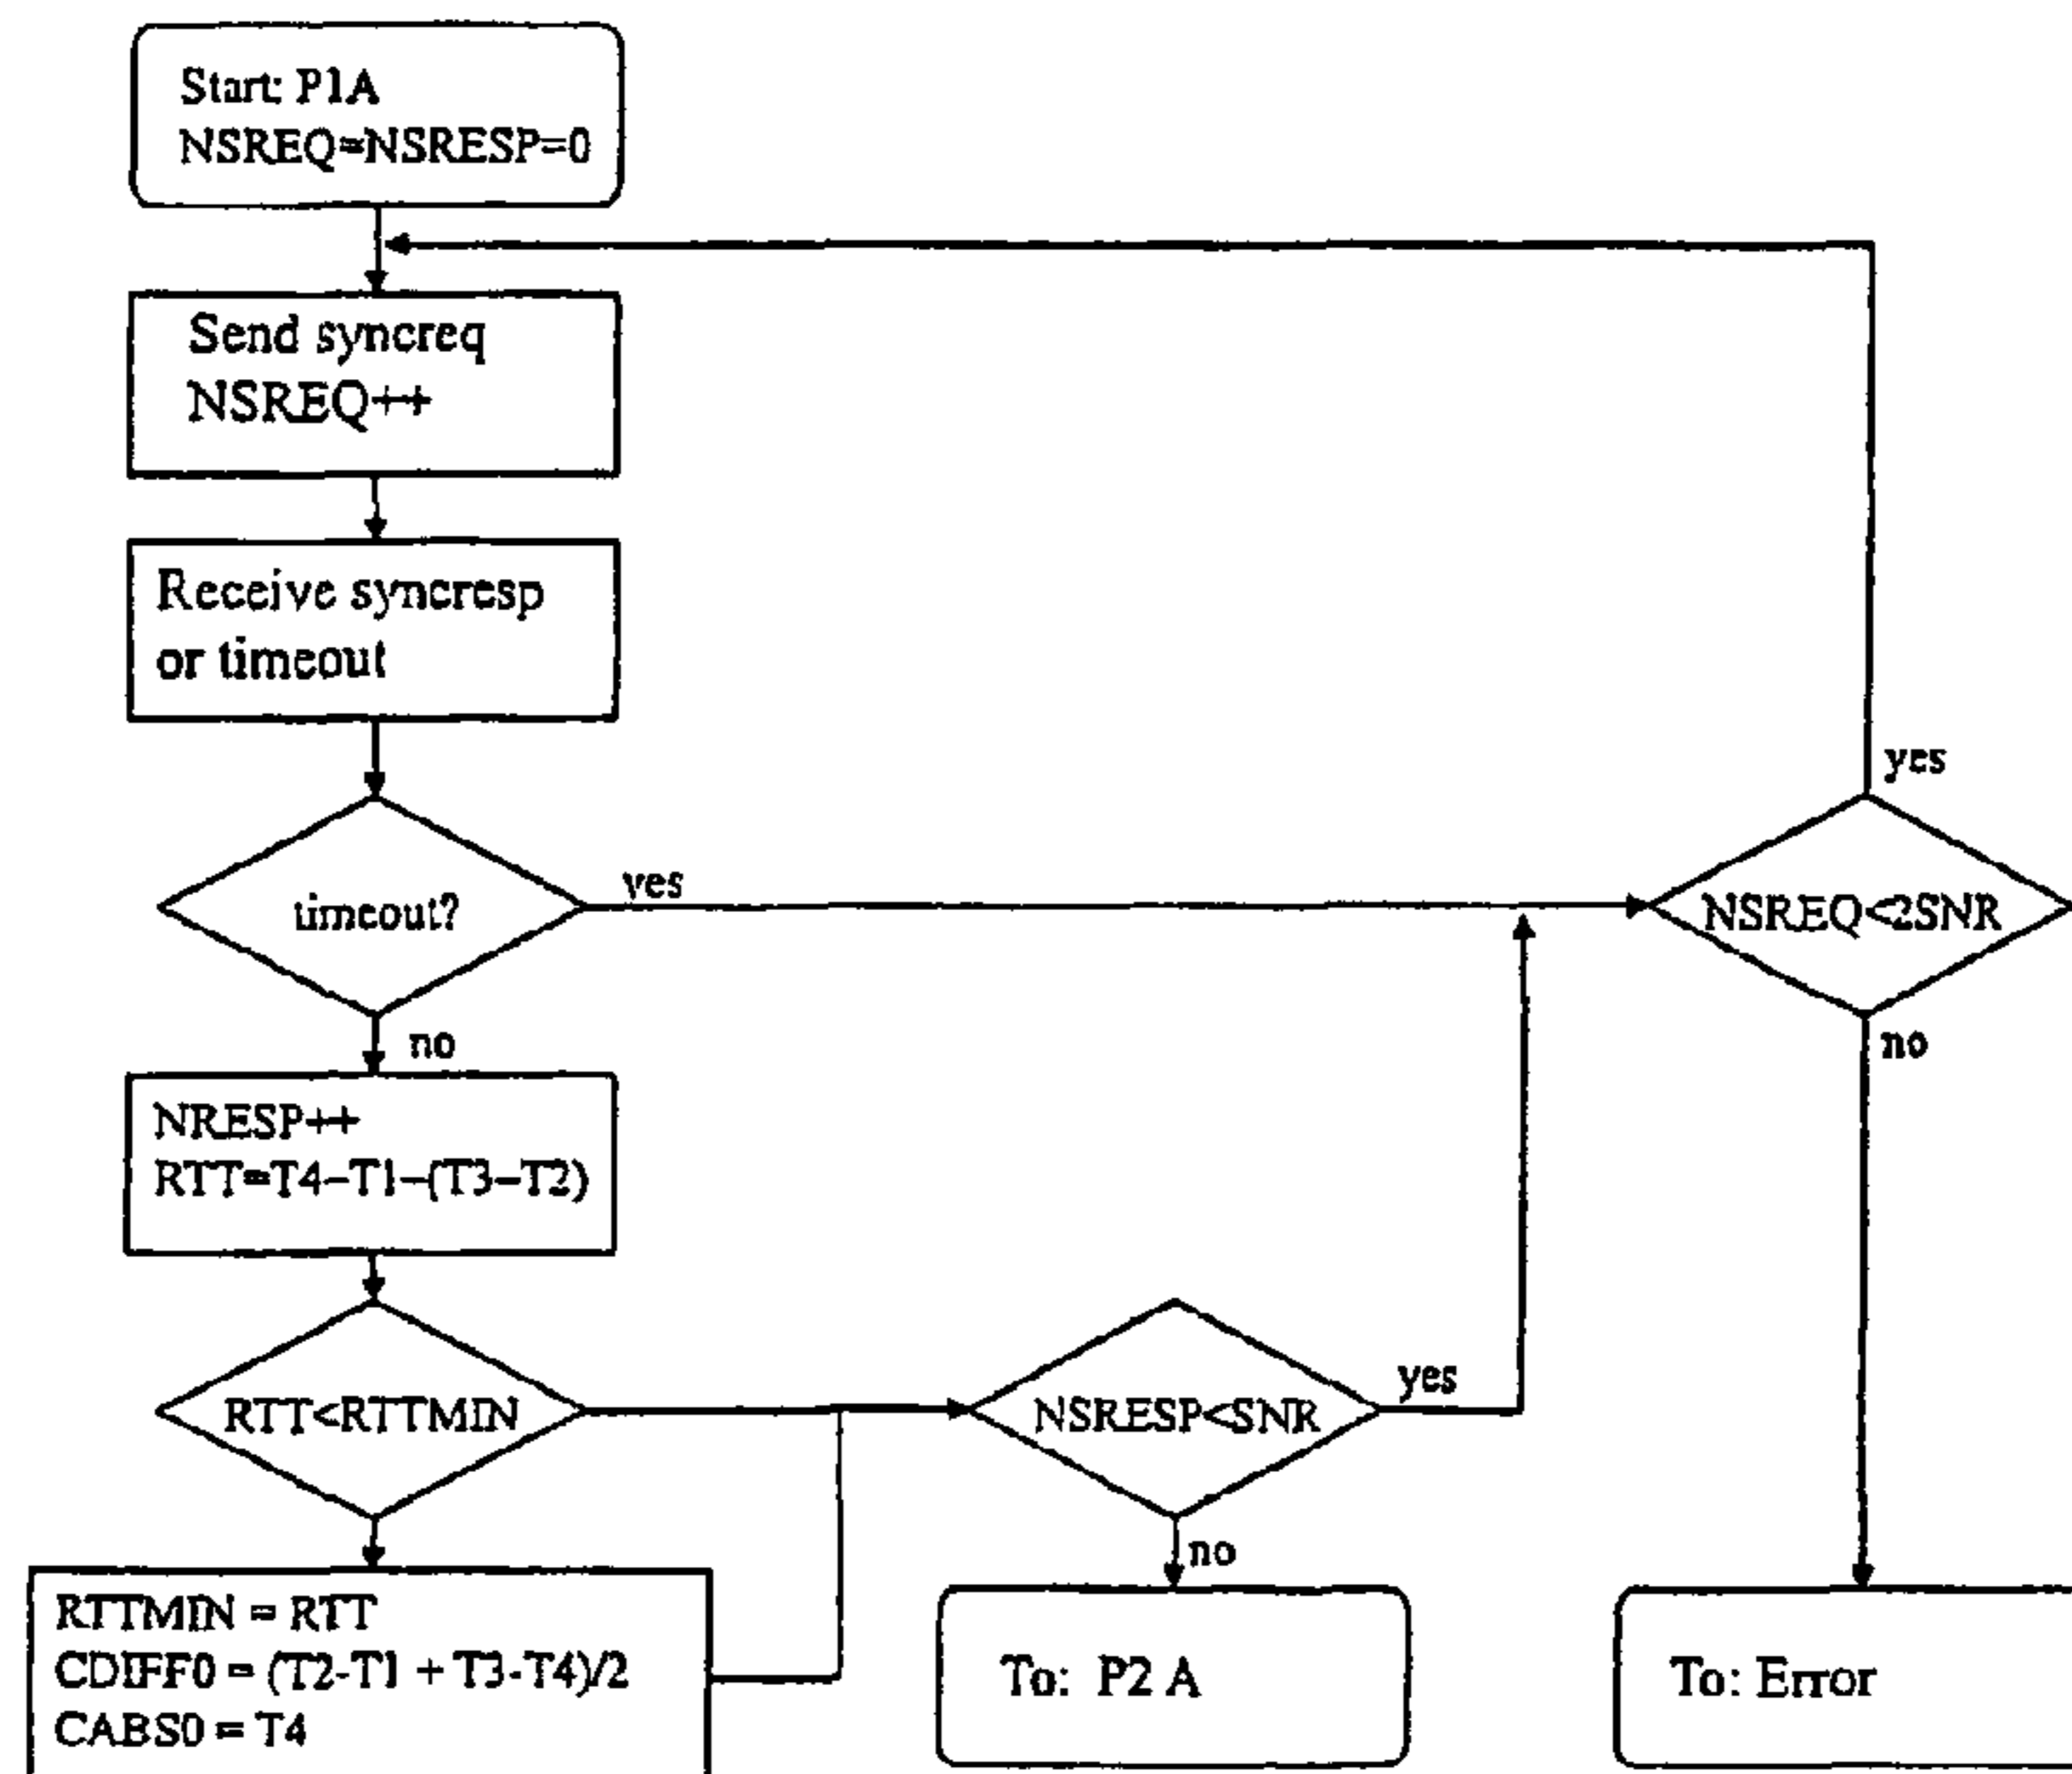 Start: P1A
NSREQ=NSRESP=0
Send syncreq
NSREQ++
Receive syncresp
or timeout
timeout?
yes
no
NSREQ<2SNR
yes
no
NRESP++
RTT=T4-T1-(T3-T2)
RTT<RTTMIN
NSRESP<SNR
yes
no
RTTMIN = RTT
CDIFF0 = (T2-T1 + T3-T4)/2
CABS0 = T4
To: P2 A
To: Error